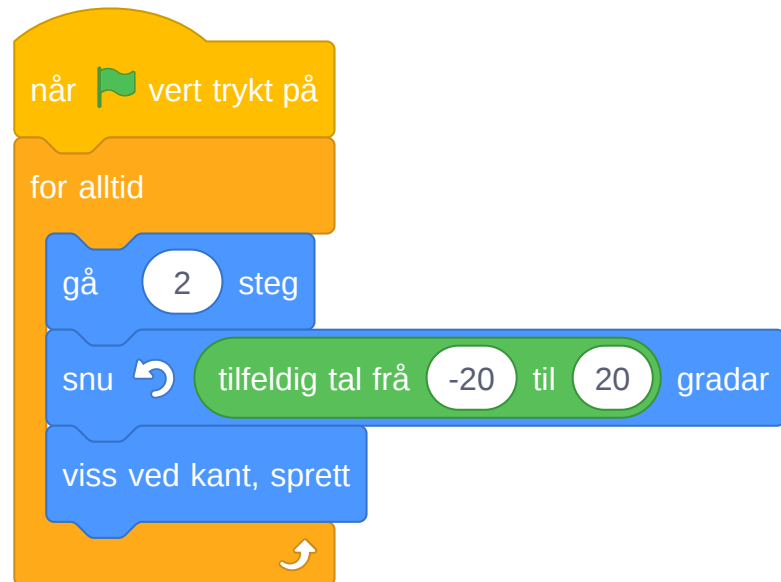 når vert trykt på
for alltid
gå 2 steg
snu tilfeldig tal frå -20 til 20 gradar
viss ved kant, sprett